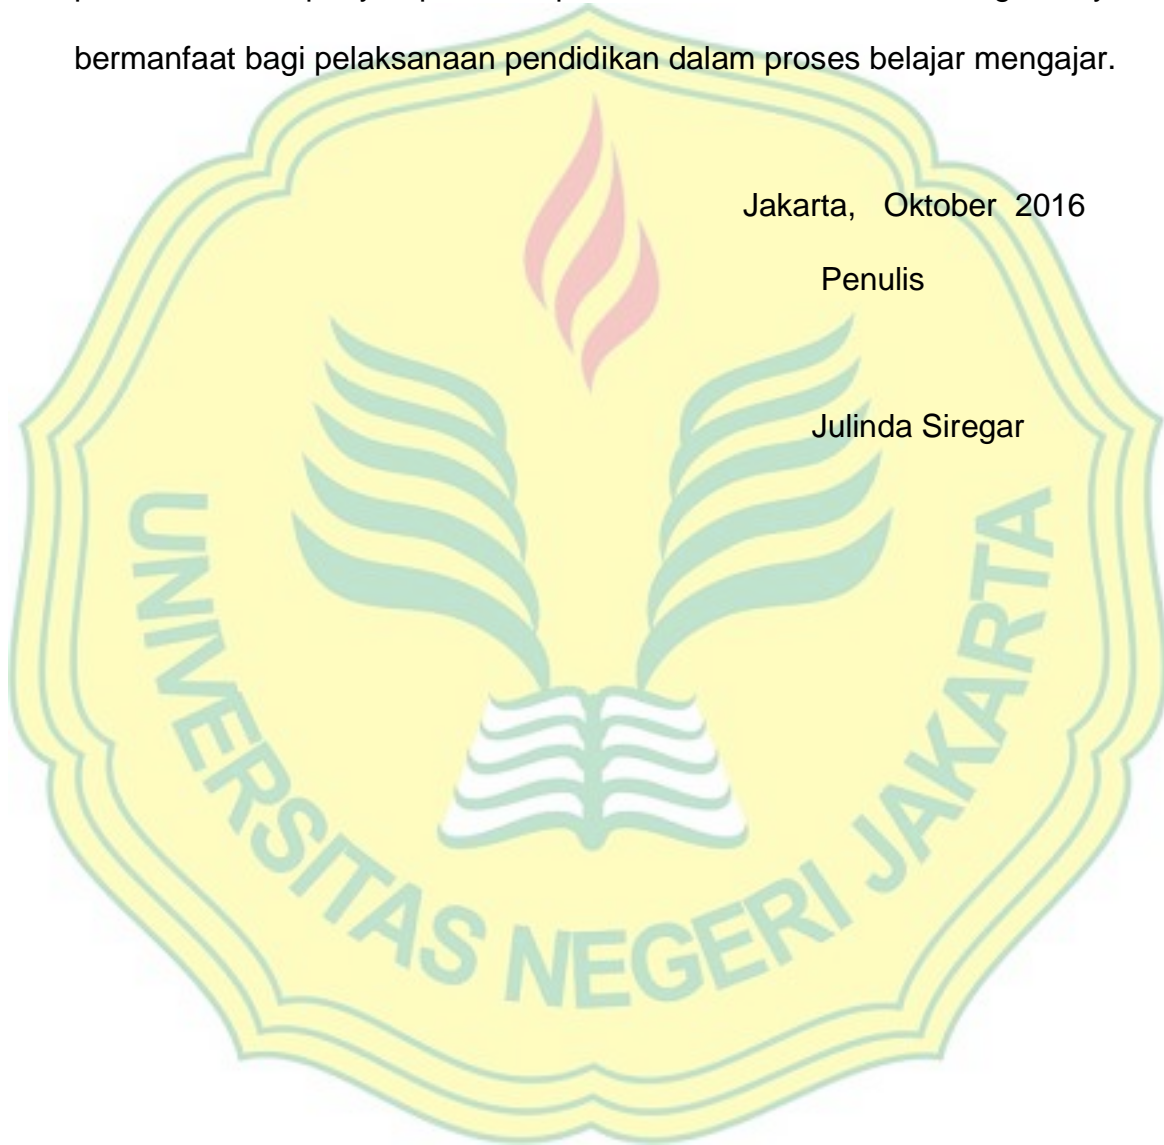 bermanfaat bagi pelaksanaan pendidikan dalam proses belajar mengajar.
Jakarta, Oktober 2016
Penulis
Julinda Siregar
UNIVERSITAS NEGERI JAKARTA